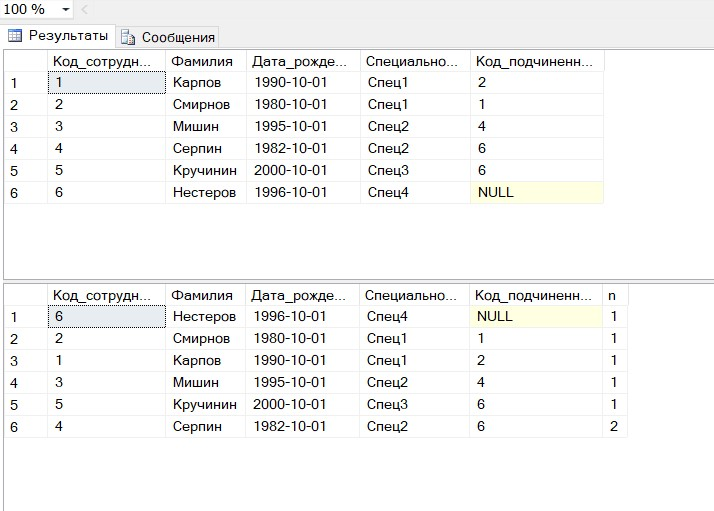 100 %
Результаты Сообщения
Код_сотрудн... Фамилия Дата_рожде... Специально... Код_подчиненн...
1 1 Карпов 1990-10-01 Спец1 2
2 2 Смирнов 1980-10-01 Спец1 1
3 3 Мишин 1995-10-01 Спец2 4
4 4 Серпин 1982-10-01 Спец2 6
5 5 Кручинин 2000-10-01 Спец3 6
6 6 Нестеров 1996-10-01 Спец4 NULL
Код_сотрудн... Фамилия Дата_рожде... Специально... Код_подчиненн... n
1 6 Нестеров 1996-10-01 Спец4 NULL 1
2 2 Смирнов 1980-10-01 Спец1 1 1
3 1 Карпов 1990-10-01 Спец1 2 1
4 3 Мишин 1995-10-01 Спец2 4 1
5 5 Кручинин 2000-10-01 Спец3 6 1
6 4 Серпин 1982-10-01 Спец2 6 2